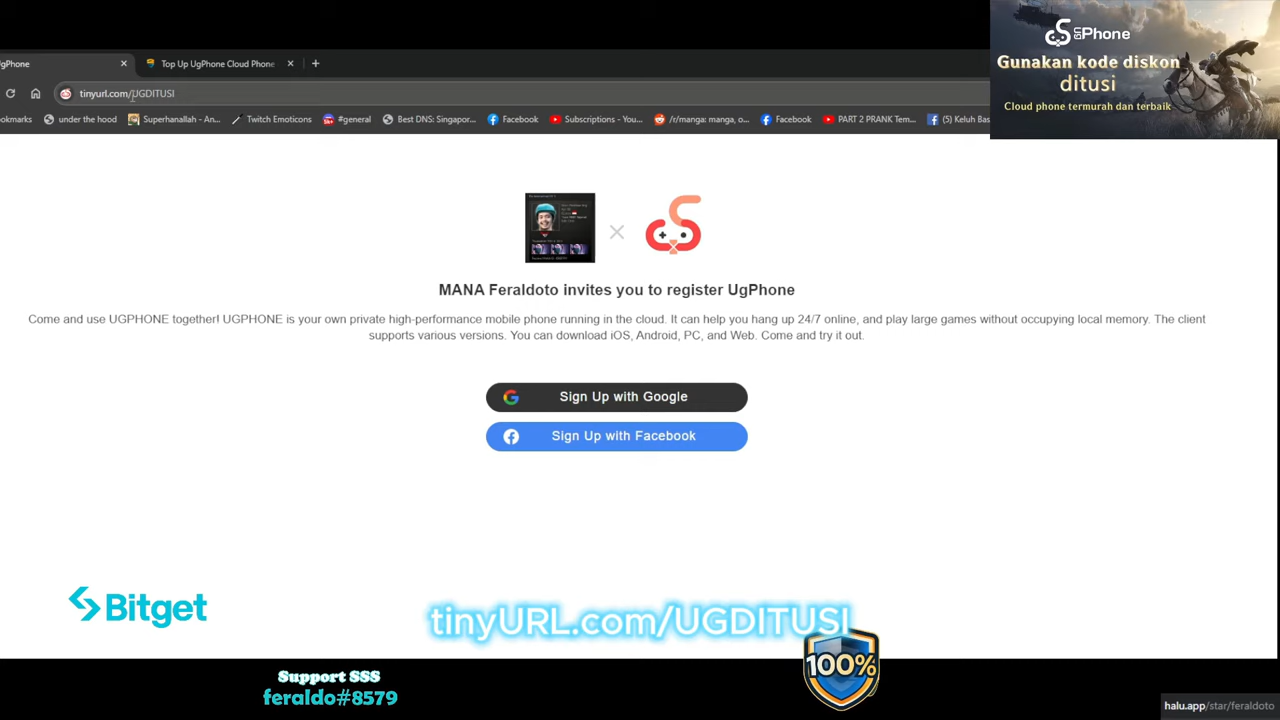 UgPhone
Top Up UgPhone Cloud Phone
tinyurl.com/UGDITUSI
okmarks
under the hood
Superhanallah - An...
Twitch Emoticons
#general
Best DNS: Singapor...
Facebook
Subscriptions - You...
/r/manga: manga, o...
Facebook
PART 2 PRANK Tem...
(5) Keluh Bas
UgPhone
Gunakan kode diskon
ditusi
Cloud phone termurah dan terbaik
MANA Feraldoto invites you to register UgPhone
Come and use UGPHONE together! UGPHONE is your own private high-performance mobile phone running in the cloud. It can help you hang up 24/7 online, and play large games without occupying local memory. The client
supports various versions. You can download iOS, Android, PC, and Web. Come and try it out.
Sign Up with Google
Sign Up with Facebook
Bitget
tinyURL.com/UGDITUSI
100%
Support SSS
feraldo#8579
halu.app/star/feraldoto